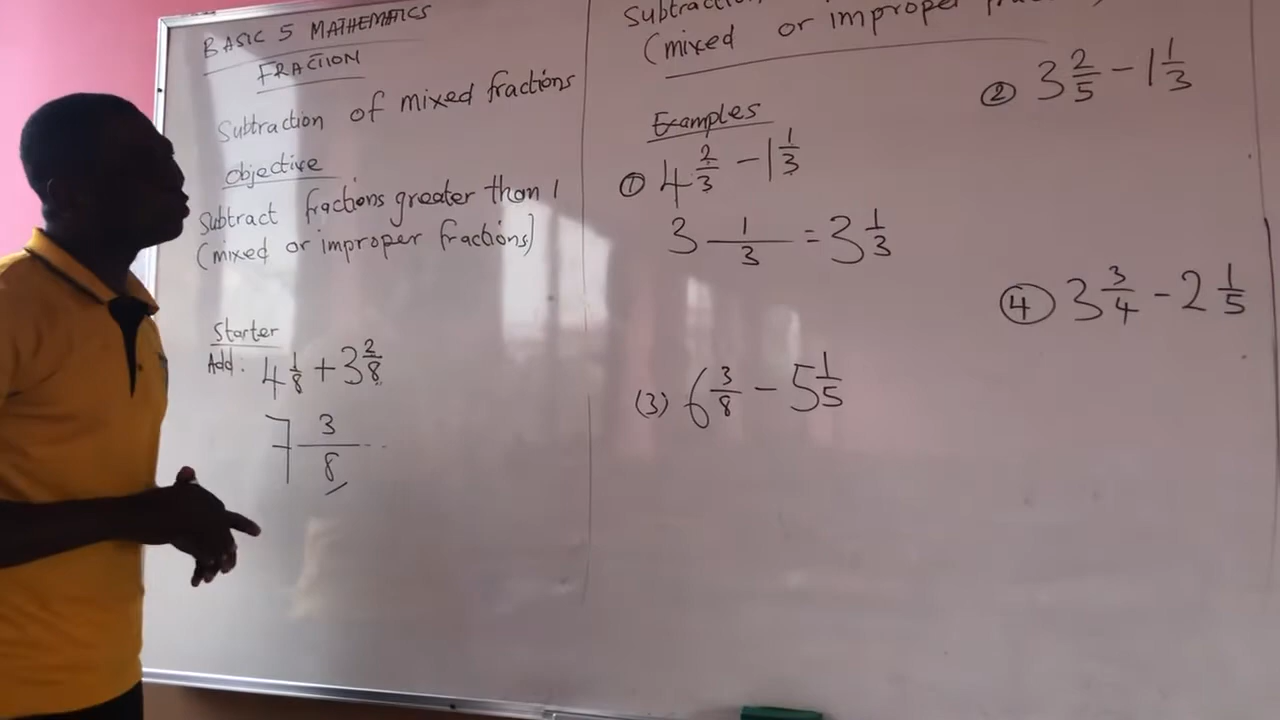 BASIC 5 MATHEMATICS
FRACTION
Subtraction of mixed fractions
objective
Subtract fractions greater than 1
(mixed or improper fractions)
Starter
Add: 4 1/8 + 3 2/8
7 3/8
Subtraction
(mixed or improper
Examples
① 4 2/3 - 1 1/3
3 1/3 = 3 1/3
(3) 6 3/8 - 5 1/5
② 3 2/5 - 1 1/3
④ 3 3/4 - 2 1/5